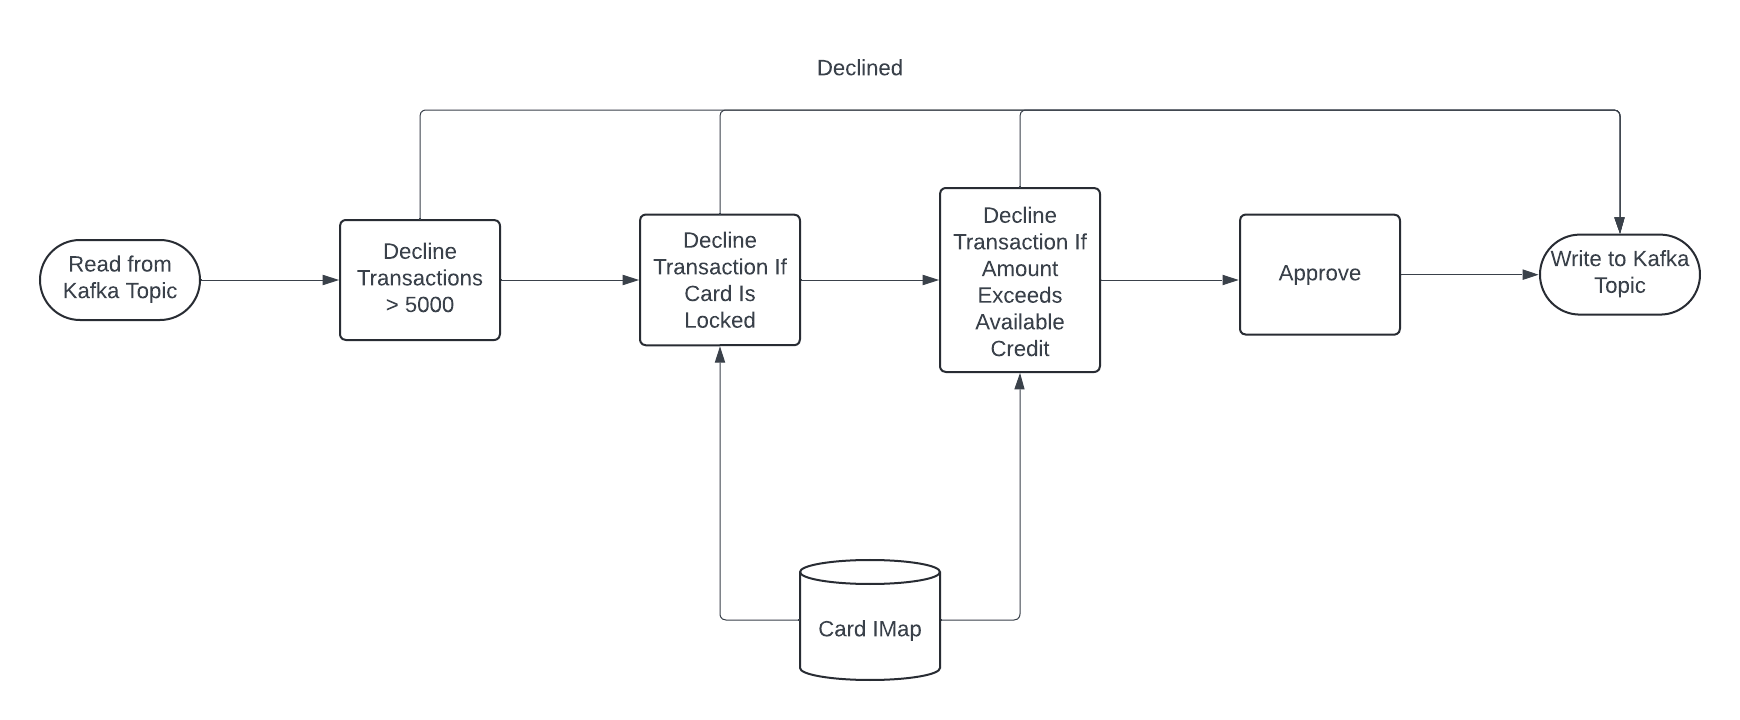 Declined
Read from
Kafka Topic
Decline
Transactions
> 5000
Decline
Transaction If
Card Is
Locked
Decline
Transaction If
Amount
Exceeds
Available
Credit
Approve
Write to Kafka
Topic
Card IMap